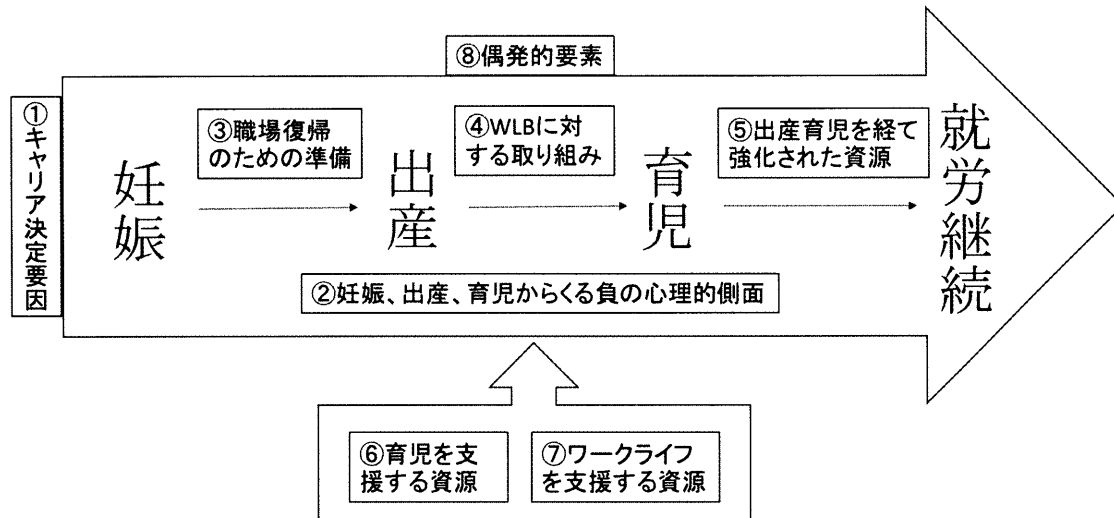 ⑧偶発的要素
①キャリア決定要因
妊娠
③職場復帰
のための準備
出産
④WLBに対
する取り組み
育児
⑤出産育児を経て
強化された資源
就労継続
②妊娠、出産、育児からくる負の心理的側面
⑥育児を支
援する資源
⑦ワークライフ
を支援する資源